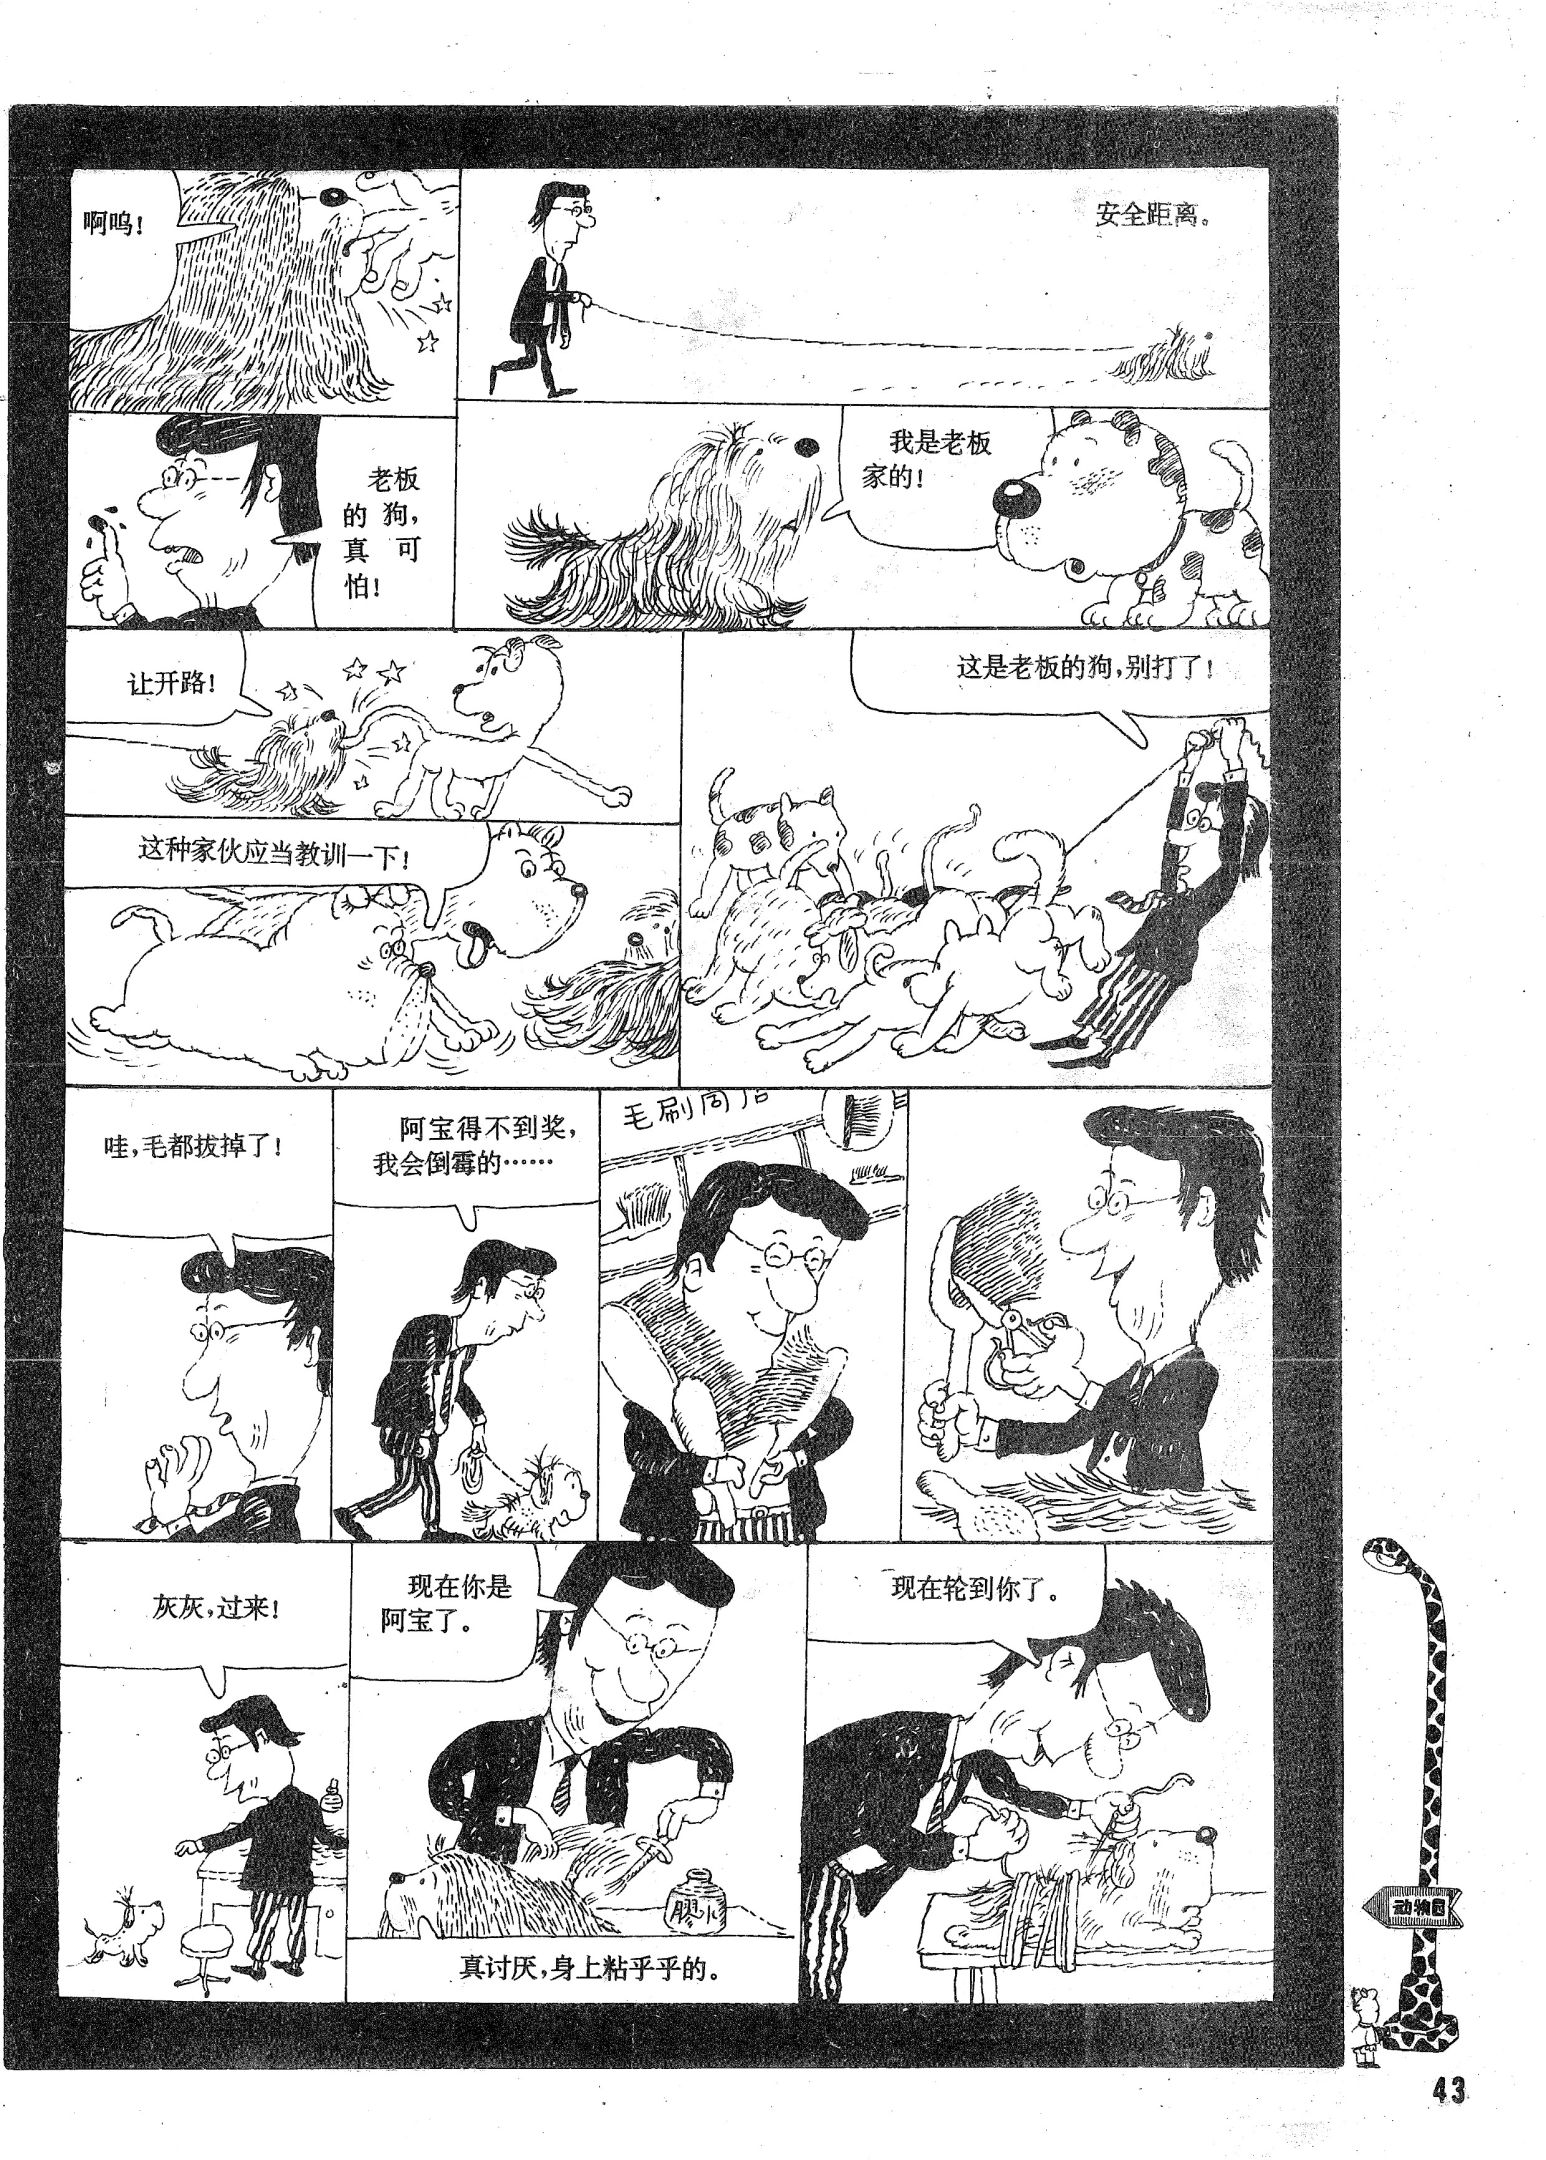 啊呜！
安全距离。
老板
的狗，
真可
怕！
我是老板
家的！
让开路！
这是老板的狗，别打了！
这种家伙应当教训一下！
哇，毛都拔掉了！
阿宝得不到奖，
我会倒霉的……
毛刷商店
灰灰，过来！
现在你是
阿宝了。
膠水
真讨厌，身上粘乎乎的。
现在轮到你了。
动物园
43